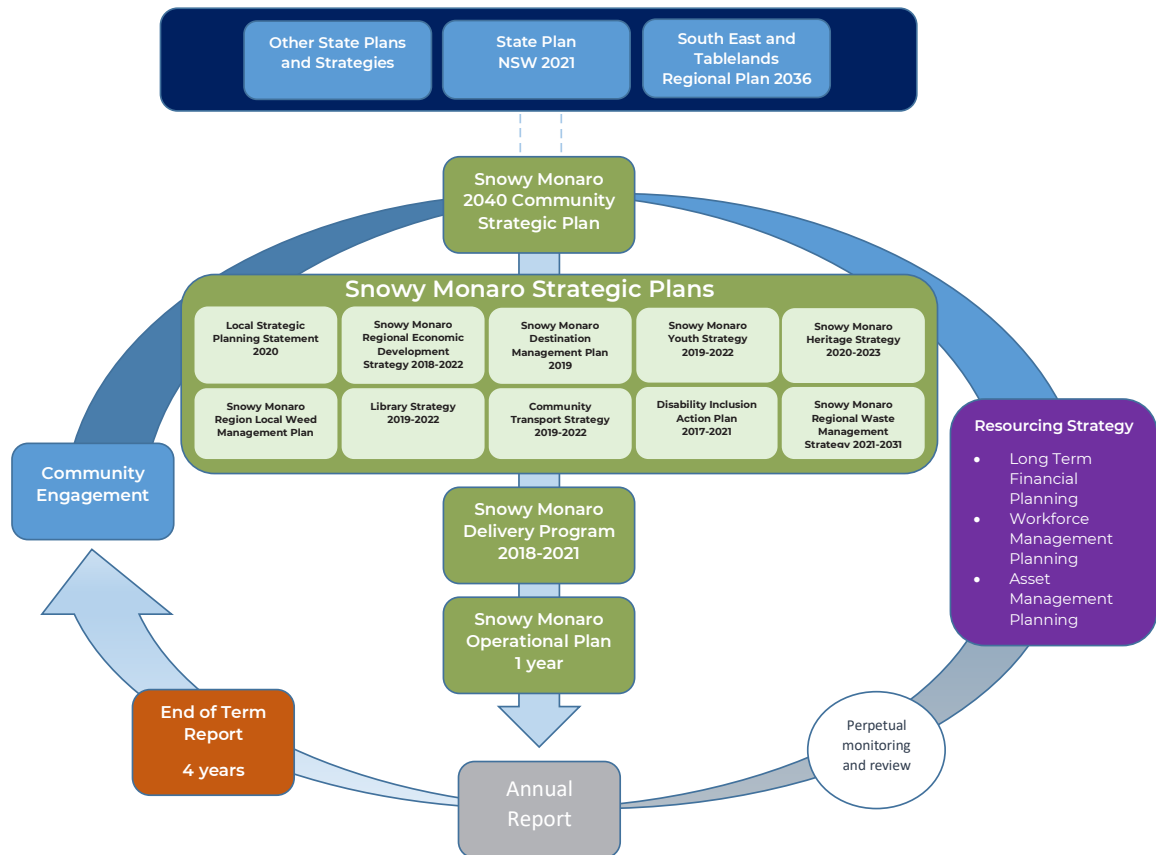 Other State Plans
and Strategies
State Plan
NSW 2021
South East and
Tablelands
Regional Plan 2036
Snowy Monaro
2040 Community
Strategic Plan
Snowy Monaro Strategic Plans
Local Strategic
Planning Statement
2020
Snowy Monaro
Regional Economic
Development
Strategy 2018-2022
Snowy Monaro
Destination
Management Plan
2019
Snowy Monaro
Youth Strategy
2019-2022
Snowy Monaro
Heritage Strategy
2020-2023
Snowy Monaro
Region Local Weed
Management Plan
Library Strategy
2019-2022
Community
Transport Strategy
2019-2022
Disability Inclusion
Action Plan
2017-2021
Snowy Monaro
Regional Waste
Management
Strategy 2021-2031
Community
Engagement
Resourcing Strategy
• Long Term
Financial
Planning
• Workforce
Management
Planning
• Asset
Management
Planning
Snowy Monaro
Delivery Program
2018-2021
Snowy Monaro
Operational Plan
1 year
End of Term
Report
4 years
Perpetual
monitoring
and review
Annual
Report